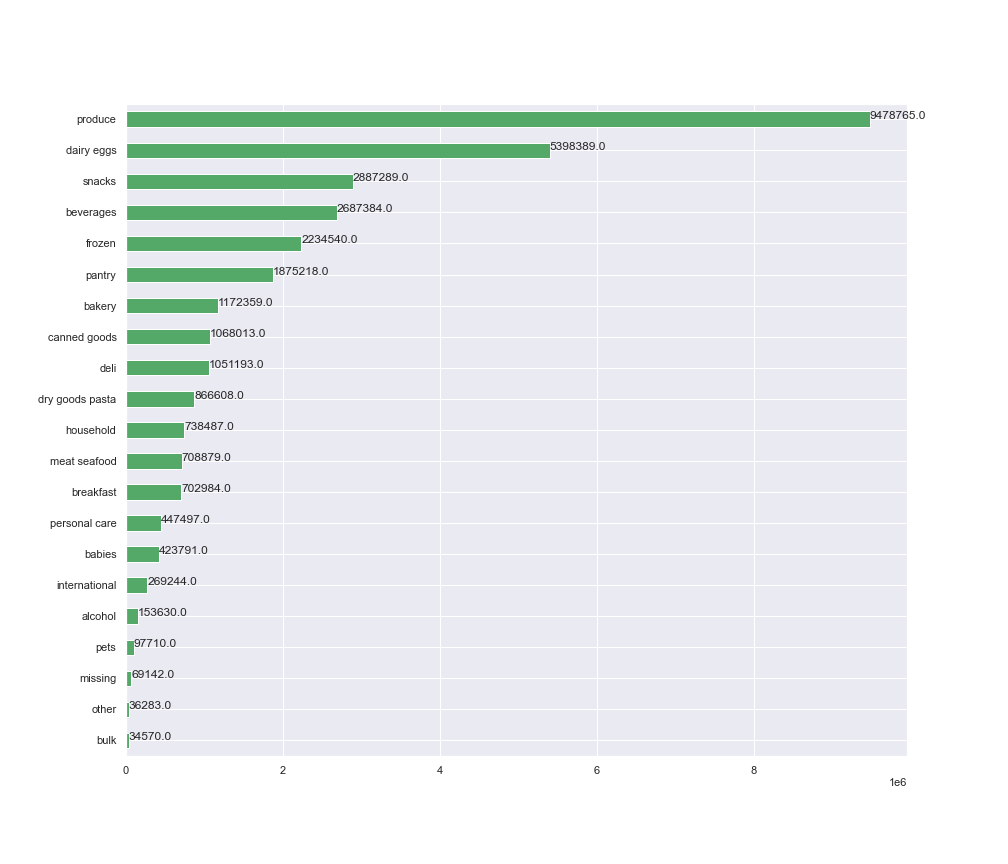 produce 9478765.0
dairy eggs 5398389.0
snacks 2887289.0
beverages 2687384.0
frozen 2234540.0
pantry 1875218.0
bakery 1172359.0
canned goods 1068013.0
deli 1051193.0
dry goods pasta 866608.0
household 738487.0
meat seafood 708879.0
breakfast 702984.0
personal care 447497.0
babies 423791.0
international 269244.0
alcohol 153630.0
pets 97710.0
missing 69142.0
other 36283.0
bulk 34570.0
0 2 4 6 8
1e6